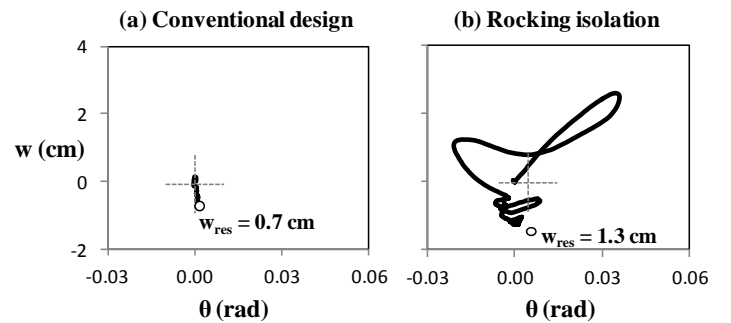 (a) Conventional design
(b) Rocking isolation
4
2
w (cm)
0
-2
w_res = 0.7 cm
w_res = 1.3 cm
-0.03 0.00 0.03 0.06
-0.03 0.00 0.03 0.06
θ (rad)
θ (rad)